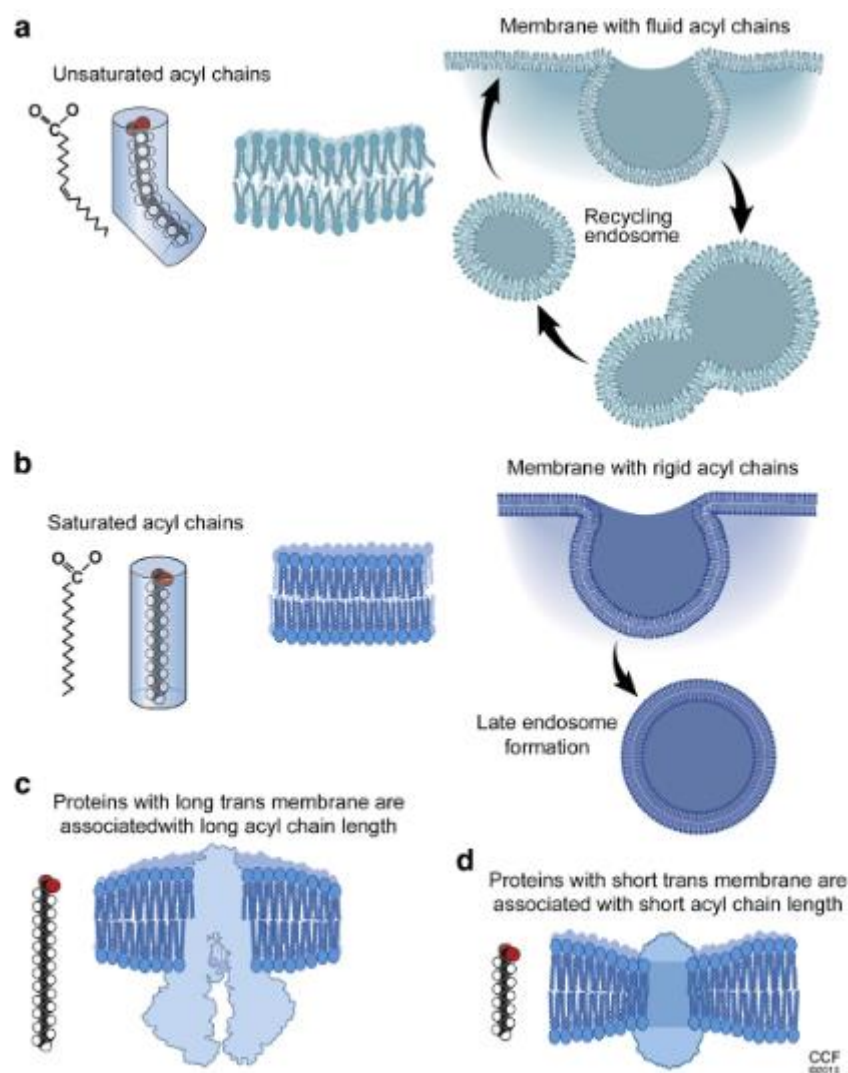 a
Membrane with fluid acyl chains
Unsaturated acyl chains
O
O
C
Recycling
endosome
b
Membrane with rigid acyl chains
Saturated acyl chains
O
O
C
Late endosome
formation
c
Proteins with long trans membrane are
associatedwith long acyl chain length
d
Proteins with short trans membrane are
associated with short acyl chain length
CCF
©2013